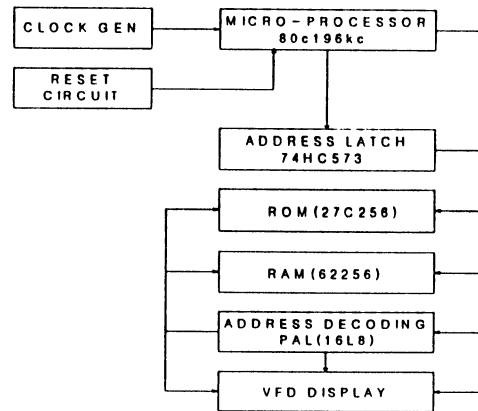 CLOCK GEN
MICRO-PROCESSOR
80c196kc
RESET
CIRCUIT
ADDRESS LATCH
74HC573
ROM(27C256)
RAM(62256)
ADDRESS DECODING
PAL(16L8)
VFD DISPLAY